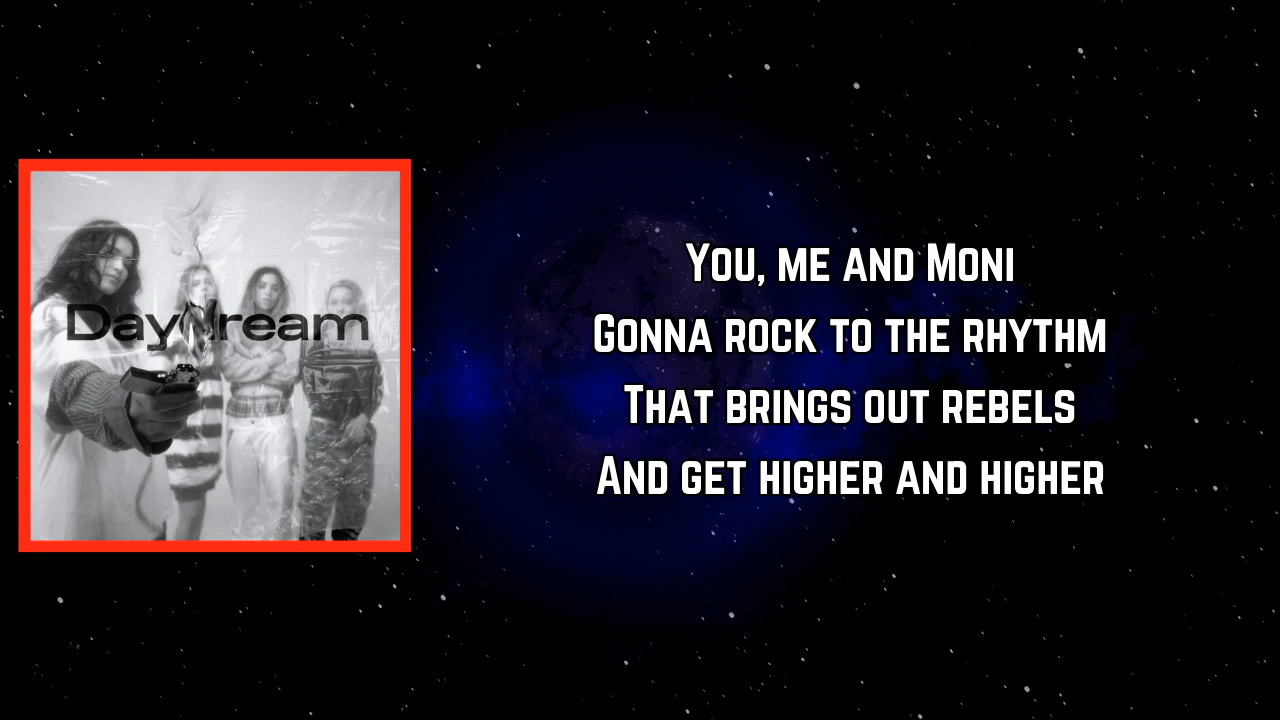 Daydream
You, me and Moni
Gonna rock to the rhythm
That brings out rebels
And get higher and higher